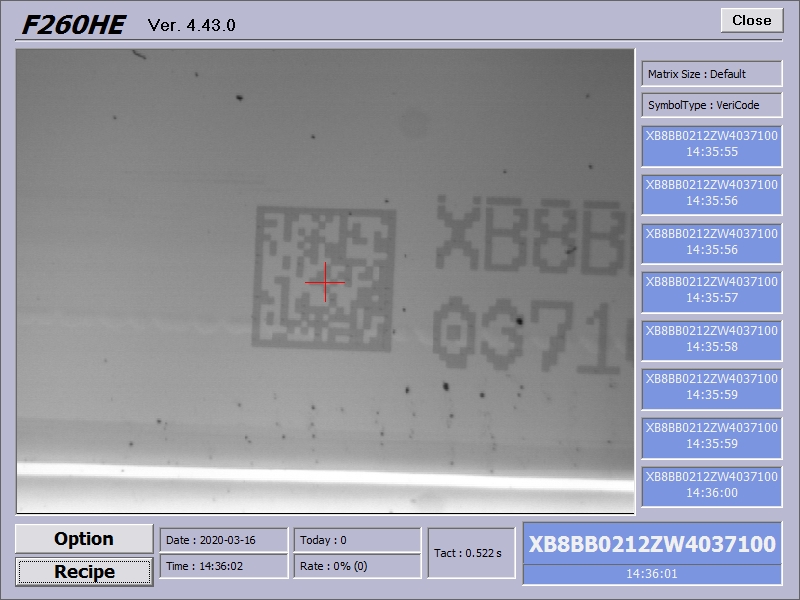 F260HE Ver. 4.43.0
Close
Matrix Size : Default
SymbolType : VeriCode
XB8BB0212ZW4037100
14:35:55
XB8BB0212ZW4037100
14:35:56
XB8BB0212ZW4037100
14:35:56
XB8BB0212ZW4037100
14:35:57
XB8BB0212ZW4037100
14:35:58
XB8BB0212ZW4037100
14:35:59
XB8BB0212ZW4037100
14:35:59
XB8BB0212ZW4037100
14:36:00
XB8B
0371
Option
Recipe
Date : 2020-03-16
Time : 14:36:02
Today : 0
Rate : 0% (0)
Tact : 0.522 s
XB8BB0212ZW4037100
14:36:01